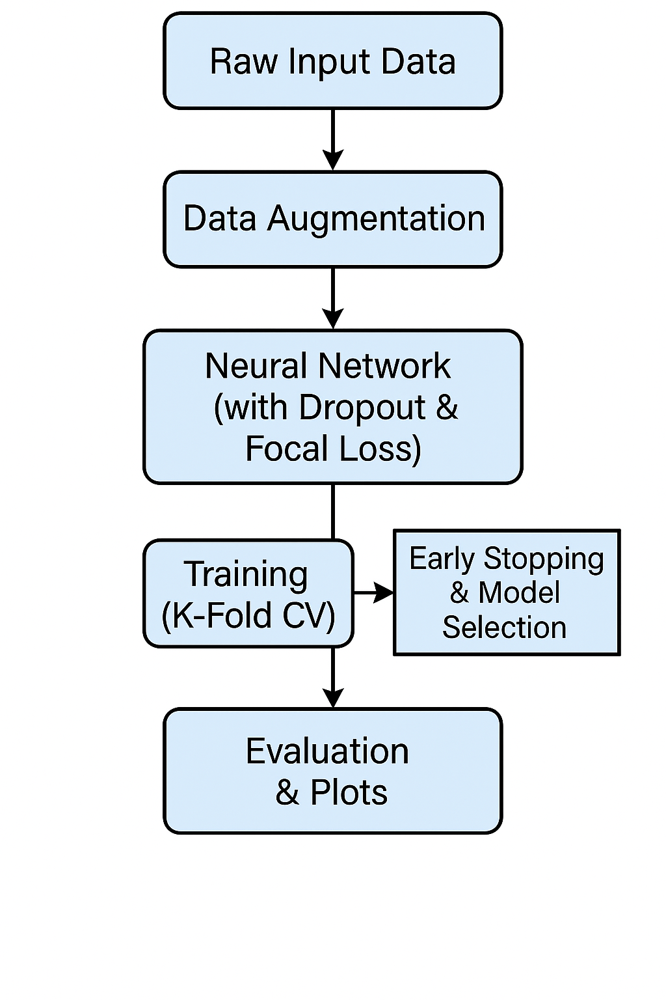 Raw Input Data
Data Augmentation
Neural Network
(with Dropout &
Focal Loss)
Training
(K-Fold CV)
Early Stopping
& Model
Selection
Evaluation
& Plots